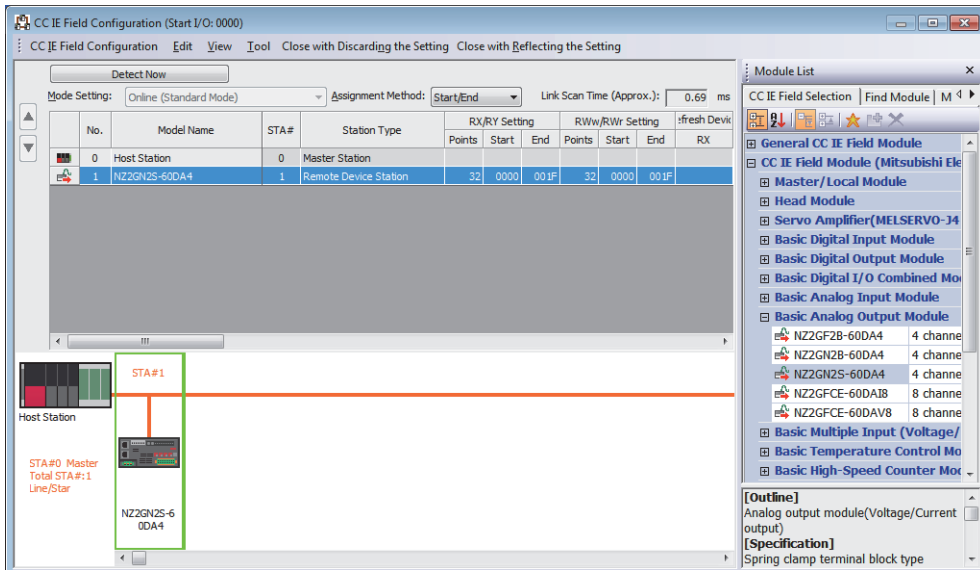 CC IE Field Configuration (Start I/O: 0000)
CC IE Field Configuration Edit View Tool Close with Discarding the Setting Close with Reflecting the Setting
Detect Now
Mode Setting: Online (Standard Mode) Assignment Method: Start/End Link Scan Time (Approx.): 0.69 ms
No. Model Name STA# Station Type RX/RY Setting RWw/RWr Setting efresh Devic
Points Start End Points Start End RX
0 Host Station 0 Master Station
1 NZ2GN2S-60DA4 1 Remote Device Station 32 0000 001F 32 0000 001F
STA#1
Host Station
STA#0 Master
Total STA#:1
Line/Star
NZ2GN2S-6
0DA4
Module List
CC IE Field Selection Find Module M
General CC IE Field Module
CC IE Field Module (Mitsubishi Ele
Master/Local Module
Head Module
Servo Amplifier(MELSERVO-J4
Basic Digital Input Module
Basic Digital Output Module
Basic Digital I/O Combined Mo
Basic Analog Input Module
Basic Analog Output Module
NZ2GF2B-60DA4 4 channe
NZ2GN2B-60DA4 4 channe
NZ2GN2S-60DA4 4 channe
NZ2GFCE-60DAI8 8 channe
NZ2GFCE-60DAV8 8 channe
Basic Multiple Input (Voltage/
Basic Temperature Control Mo
Basic High-Speed Counter Mod
[Outline]
Analog output module(Voltage/Current
output)
[Specification]
Spring clamp terminal block type